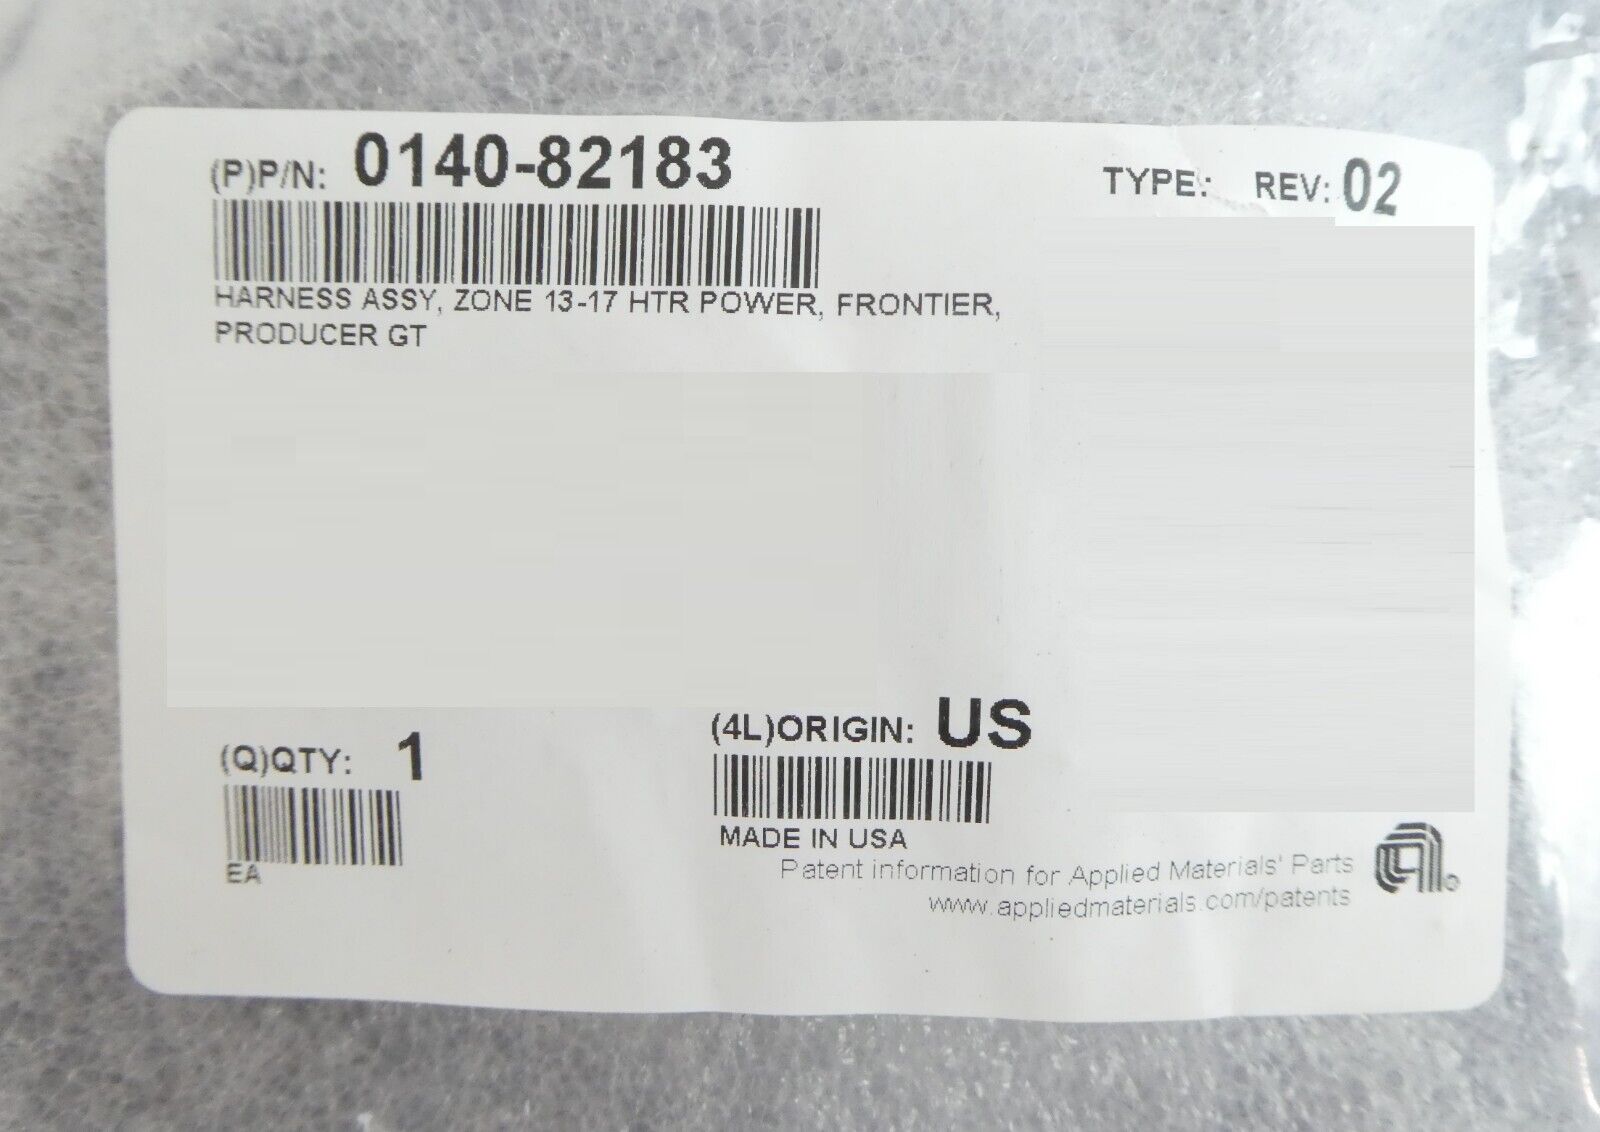 (P)P/N: 0140-82183
TYPE: REV: 02
HARNESS ASSY, ZONE 13-17 HTR POWER, FRONTIER,
PRODUCER GT
(Q)QTY: 1
EA
(4L)ORIGIN: US
MADE IN USA
Patent information for Applied Materials' Parts
www.appliedmaterials.com/patents